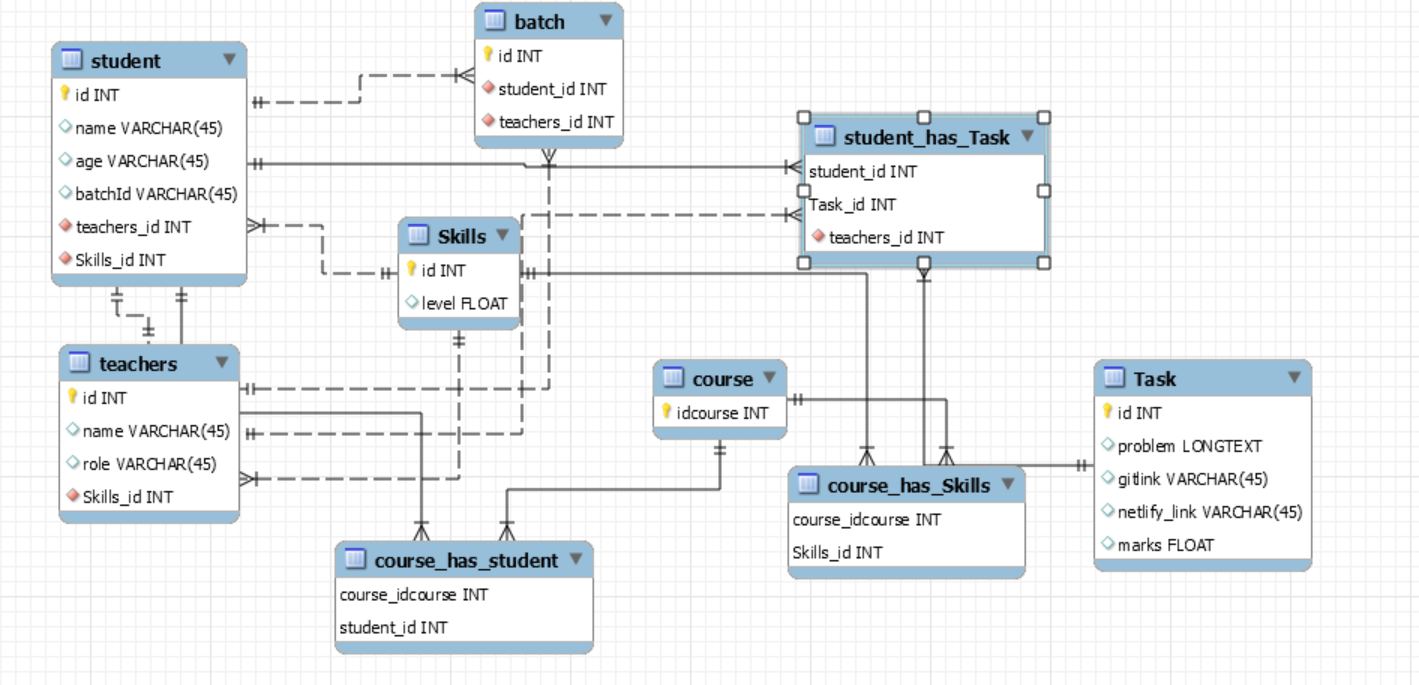 student
id INT
name VARCHAR(45)
age VARCHAR(45)
batchId VARCHAR(45)
teachers_id INT
Skills_id INT
batch
id INT
student_id INT
teachers_id INT
student_has_Task
student_id INT
Task_id INT
teachers_id INT
Skills
id INT
level FLOAT
teachers
id INT
name VARCHAR(45)
role VARCHAR(45)
Skills_id INT
course
idcourse INT
Task
id INT
problem LONGTEXT
gitlink VARCHAR(45)
netlify_link VARCHAR(45)
marks FLOAT
course_has_Skills
course_idcourse INT
Skills_id INT
course_has_student
course_idcourse INT
student_id INT